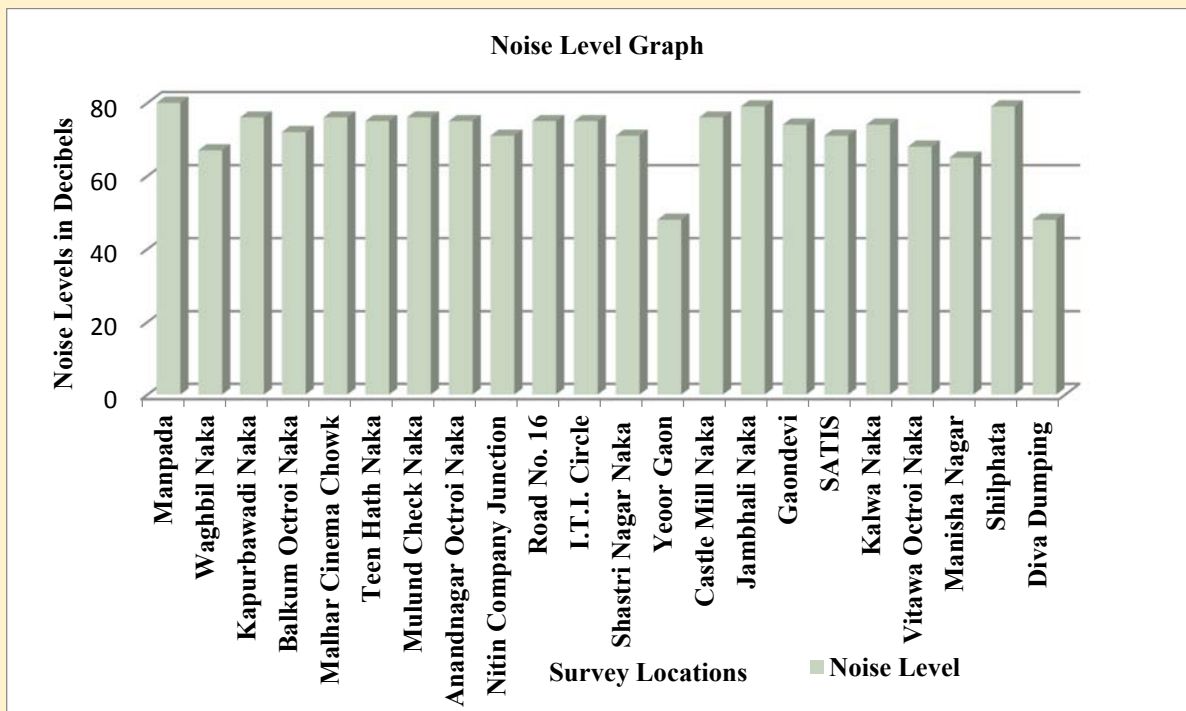 Noise Level Graph
Noise Levels in Decibels
80
60
40
20
0
Manpada
Waghbil Naka
Kapurbawadi Naka
Balkum Octroi Naka
Malhar Cinema Chowk
Teen Hath Naka
Mulund Check Naka
Anandnagar Octroi Naka
Nitin Company Junction
Road No. 16
I.T.I. Circle
Shastri Nagar Naka
Yeoor Gaon
Castle Mill Naka
Jambhali Naka
Gaondevi
SATIS
Kalwa Naka
Vitawa Octroi Naka
Manisha Nagar
Shilphata
Diva Dumping
Survey Locations
Noise Level